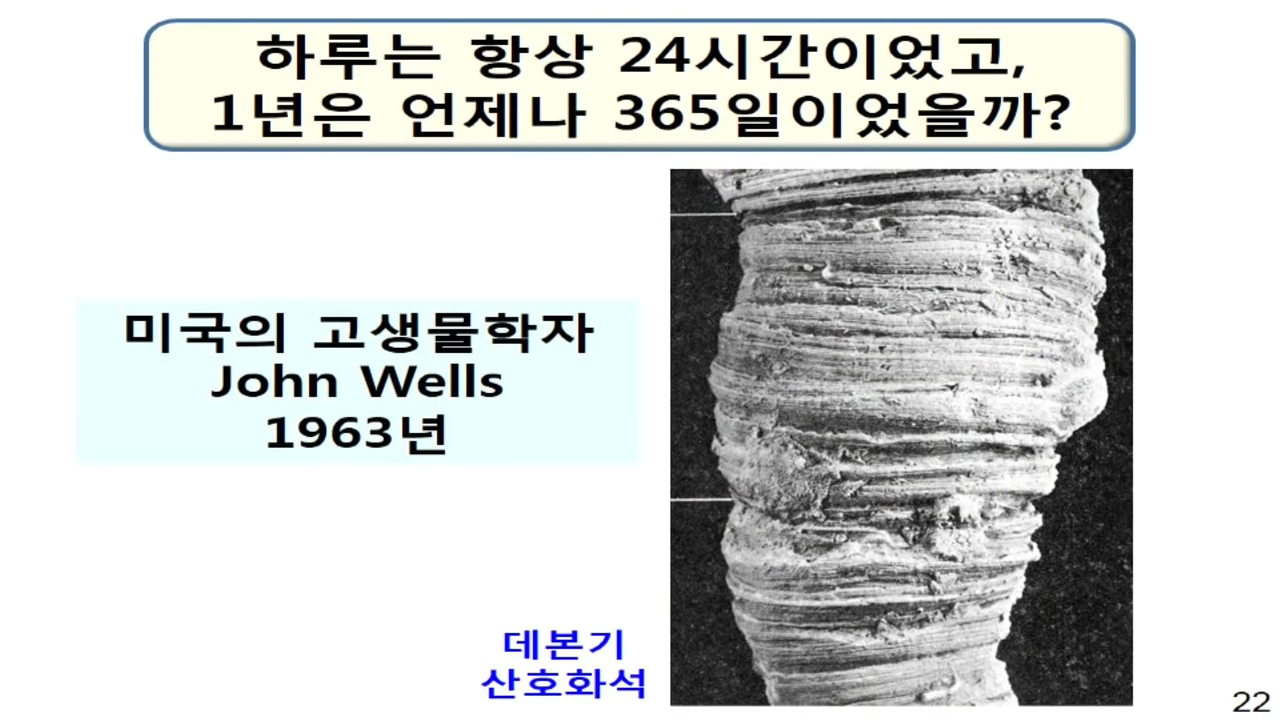 하루는 항상 24시간이었고,
1년은 언제나 365일이었을까?
미국의 고생물학자
John Wells
1963년
데본기
산호화석
22